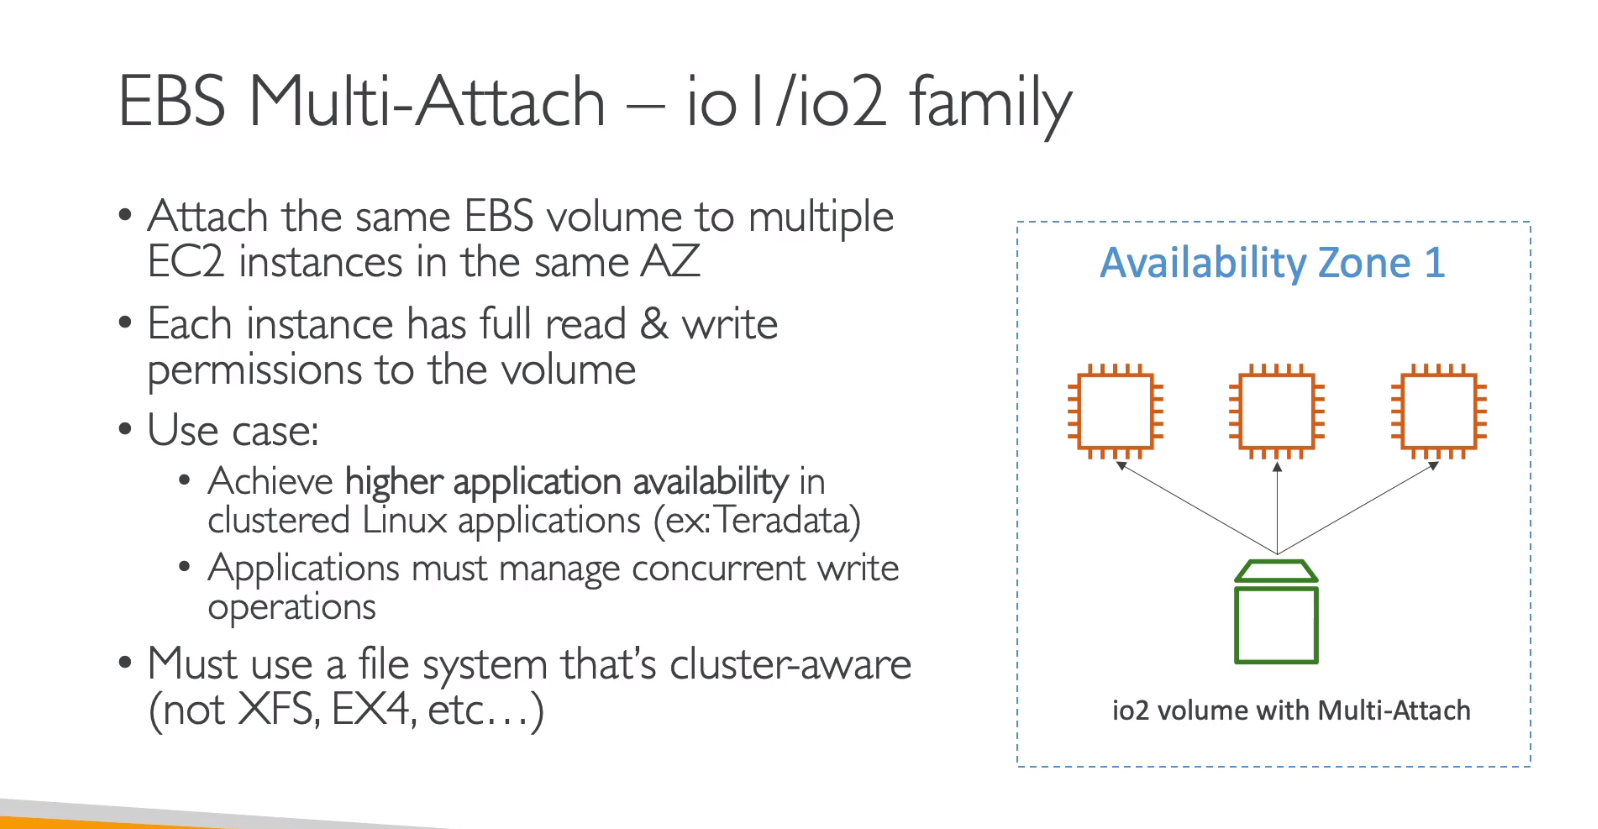 EBS Multi-Attach – io1/io2 family
• Attach the same EBS volume to multiple
EC2 instances in the same AZ
• Each instance has full read & write
permissions to the volume
• Use case:
• Achieve higher application availability in
clustered Linux applications (ex: Teradata)
• Applications must manage concurrent write
operations
• Must use a file system that's cluster-aware
(not XFS, EX4, etc…)
Availability Zone 1
io2 volume with Multi-Attach